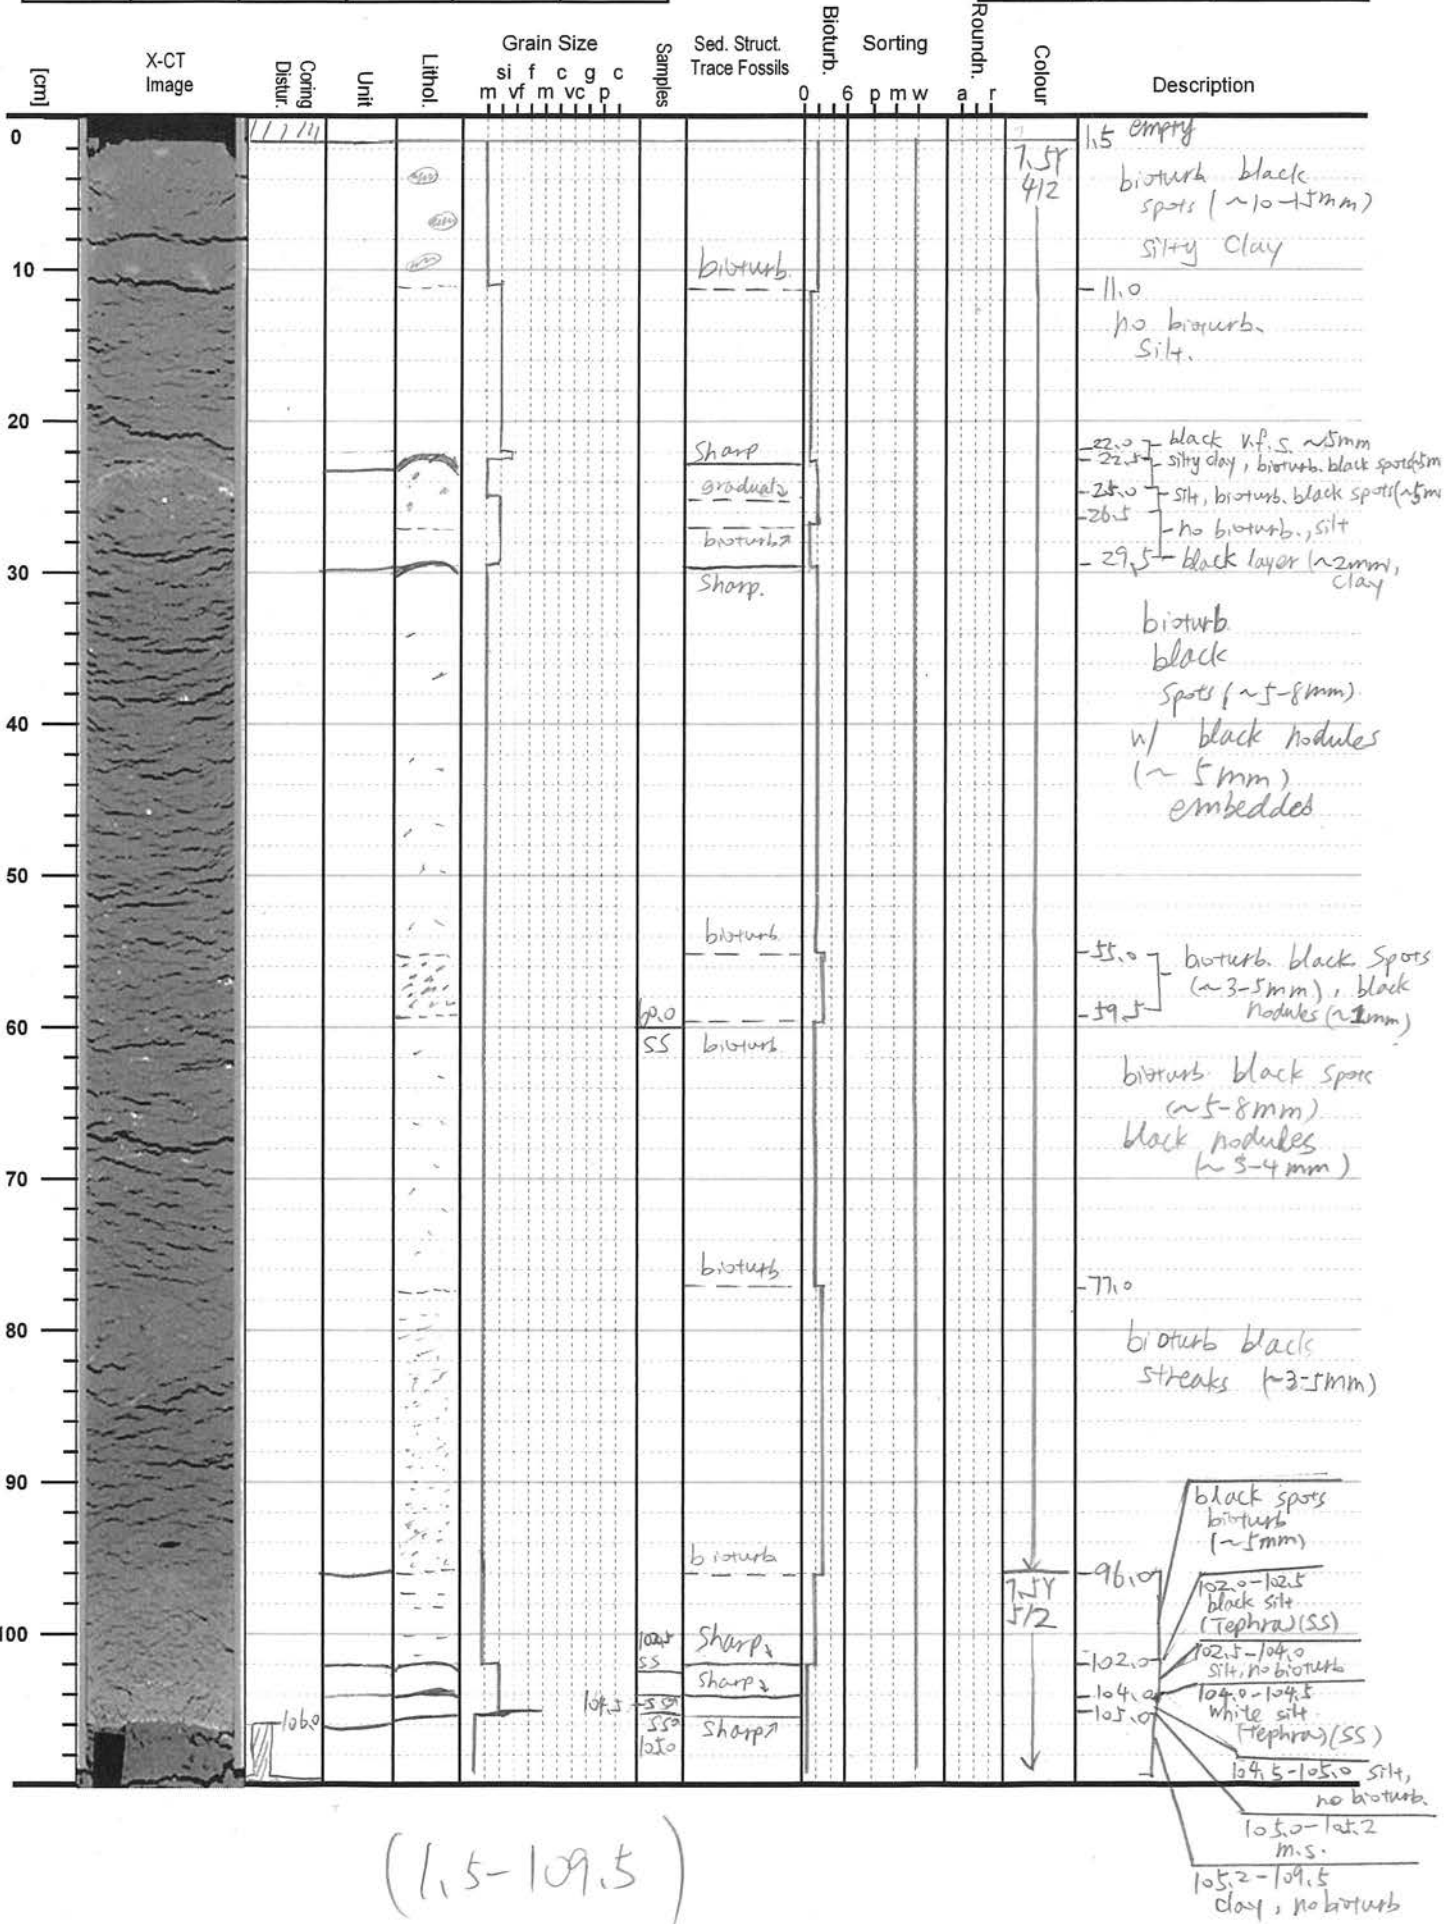 [cm]
X-CT
Image
Coring
Distur.
Unit
Lithol.
Grain Size
si f c g c
m vf m vc p
Samples
Sed. Struct.
Trace Fossils
Bioturb.
0 6
Sorting
p m w
Roundn.
a r
Colour
Description
0
10
20
30
40
50
60
70
80
90
100
106.0
104.5
60.0
SS
SS
SS
SS
105.0
bioturb.
Sharp
gradual↘
bioturb↗
Sharp.
bioturb
bioturb
bioturb
bioturb
Sharp↘
Sharp↘
Sharp↗
7.5Y
4/2
7.5Y
5/2
1.5 empty
bioturb black
spots (~10-15mm)
silty Clay
11.0
no bioturb.
Silt.
22.0 black v.f.s. ~5mm
22.5 silty clay, bioturb. black spots
25.0 silt, bioturb. black spots
26.5
no bioturb., silt
29.5 black layer (~2mm,
clay
bioturb.
black
spots (~5-8mm)
w/ black nodules
(~ 5mm)
embedded
55.0 bioturb. black Spots
(~3-5mm), black
59.5 nodules (~1mm)
bioturb. black spots
(~5-8mm)
black nodules
(~3-4mm)
77.0
bioturb black
streaks (~3-5mm)
black spots
bioturb
(~5mm)
96.0
102.0-102.5
black silt
(Tephra)(SS)
102.0
102.5-104.0
silt, no bioturb
104.0
104.0-104.5
white silt
(Tephra)(SS)
105.0
104.5-105.0 silt,
no bioturb.
105.0-105.2
m.s.
105.2-109.5
clay, no bioturb
(1.5-109.5)